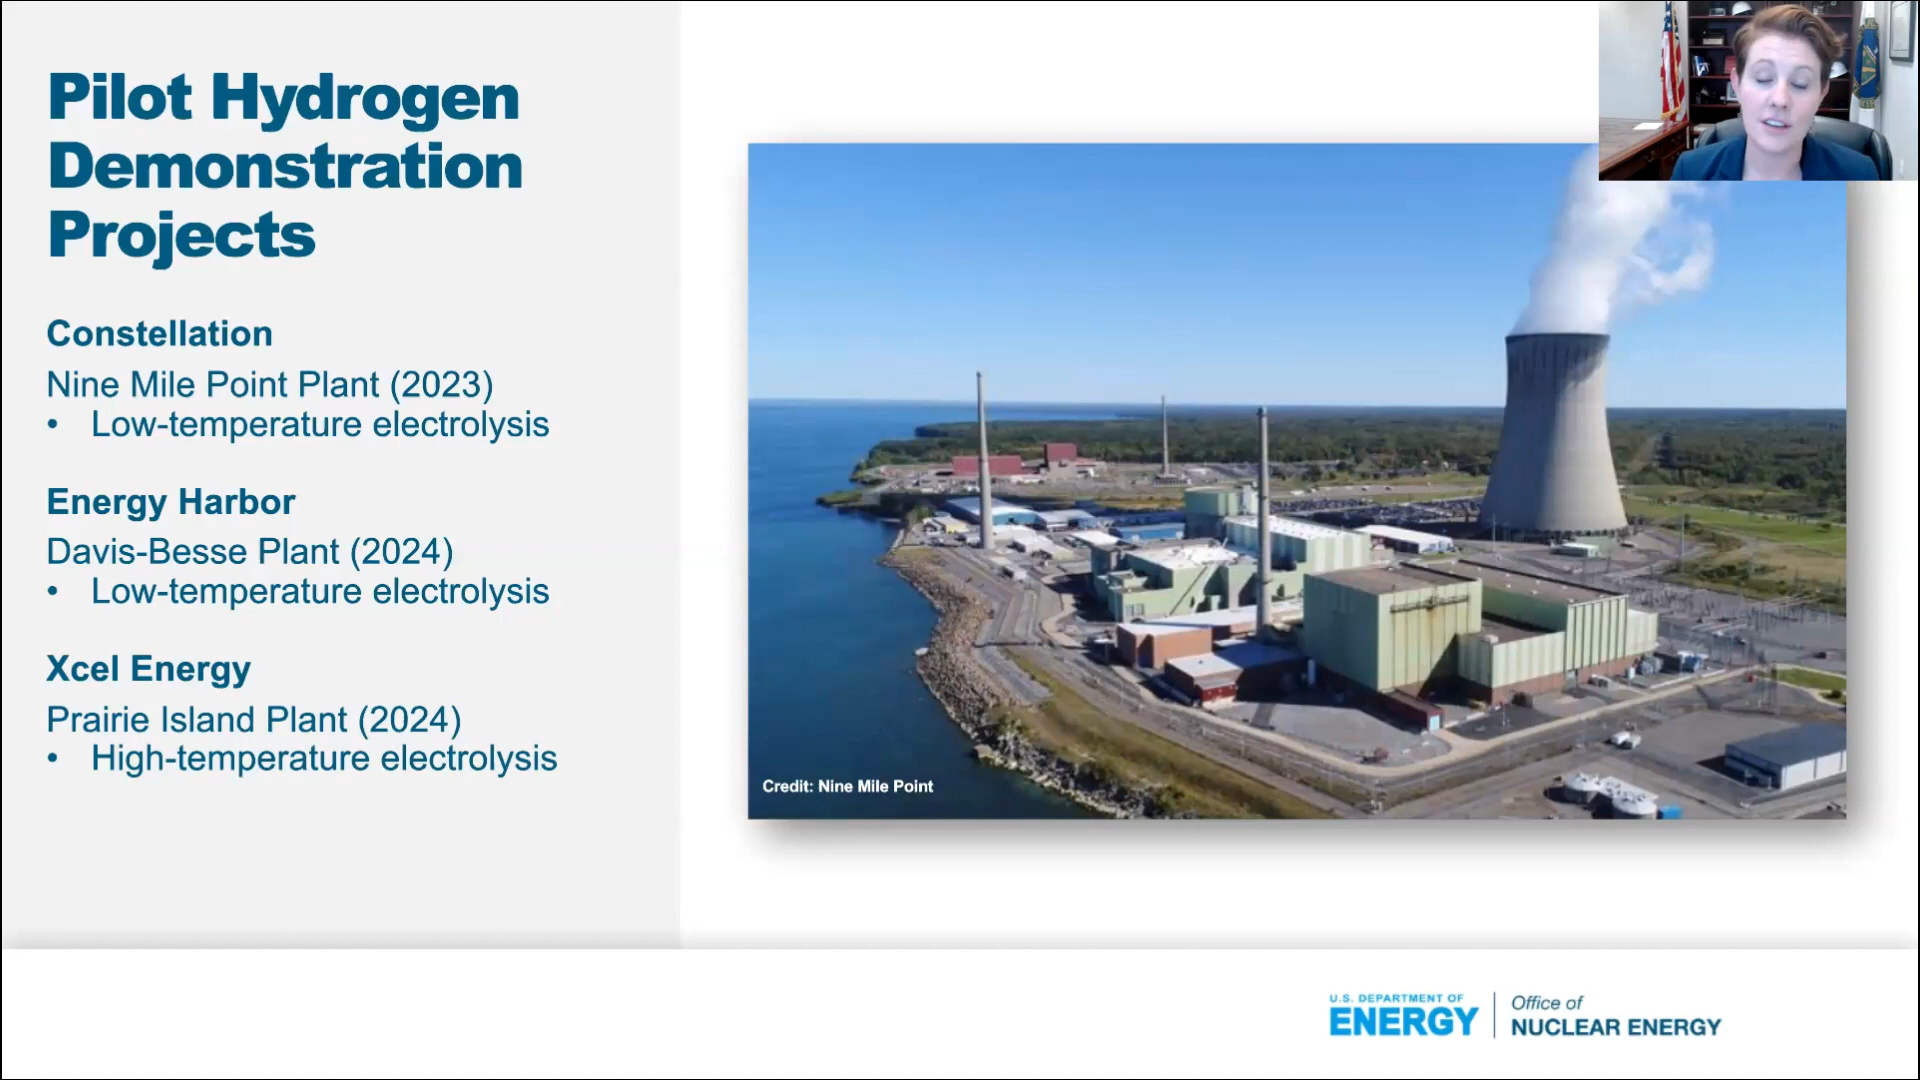 Pilot Hydrogen
Demonstration
Projects
Constellation
Nine Mile Point Plant (2023)
• Low-temperature electrolysis
Energy Harbor
Davis-Besse Plant (2024)
• Low-temperature electrolysis
Xcel Energy
Prairie Island Plant (2024)
• High-temperature electrolysis
Credit: Nine Mile Point
U.S. DEPARTMENT OF
ENERGY
Office of
NUCLEAR ENERGY